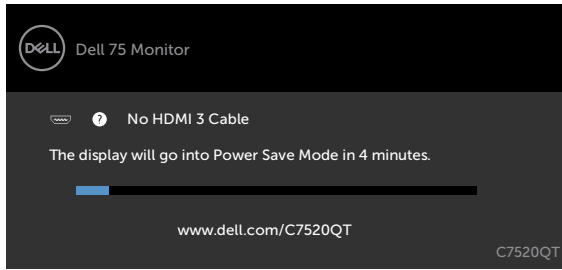 DELL
Dell 75 Monitor
? No HDMI 3 Cable
The display will go into Power Save Mode in 4 minutes.
www.dell.com/C7520QT
C7520QT